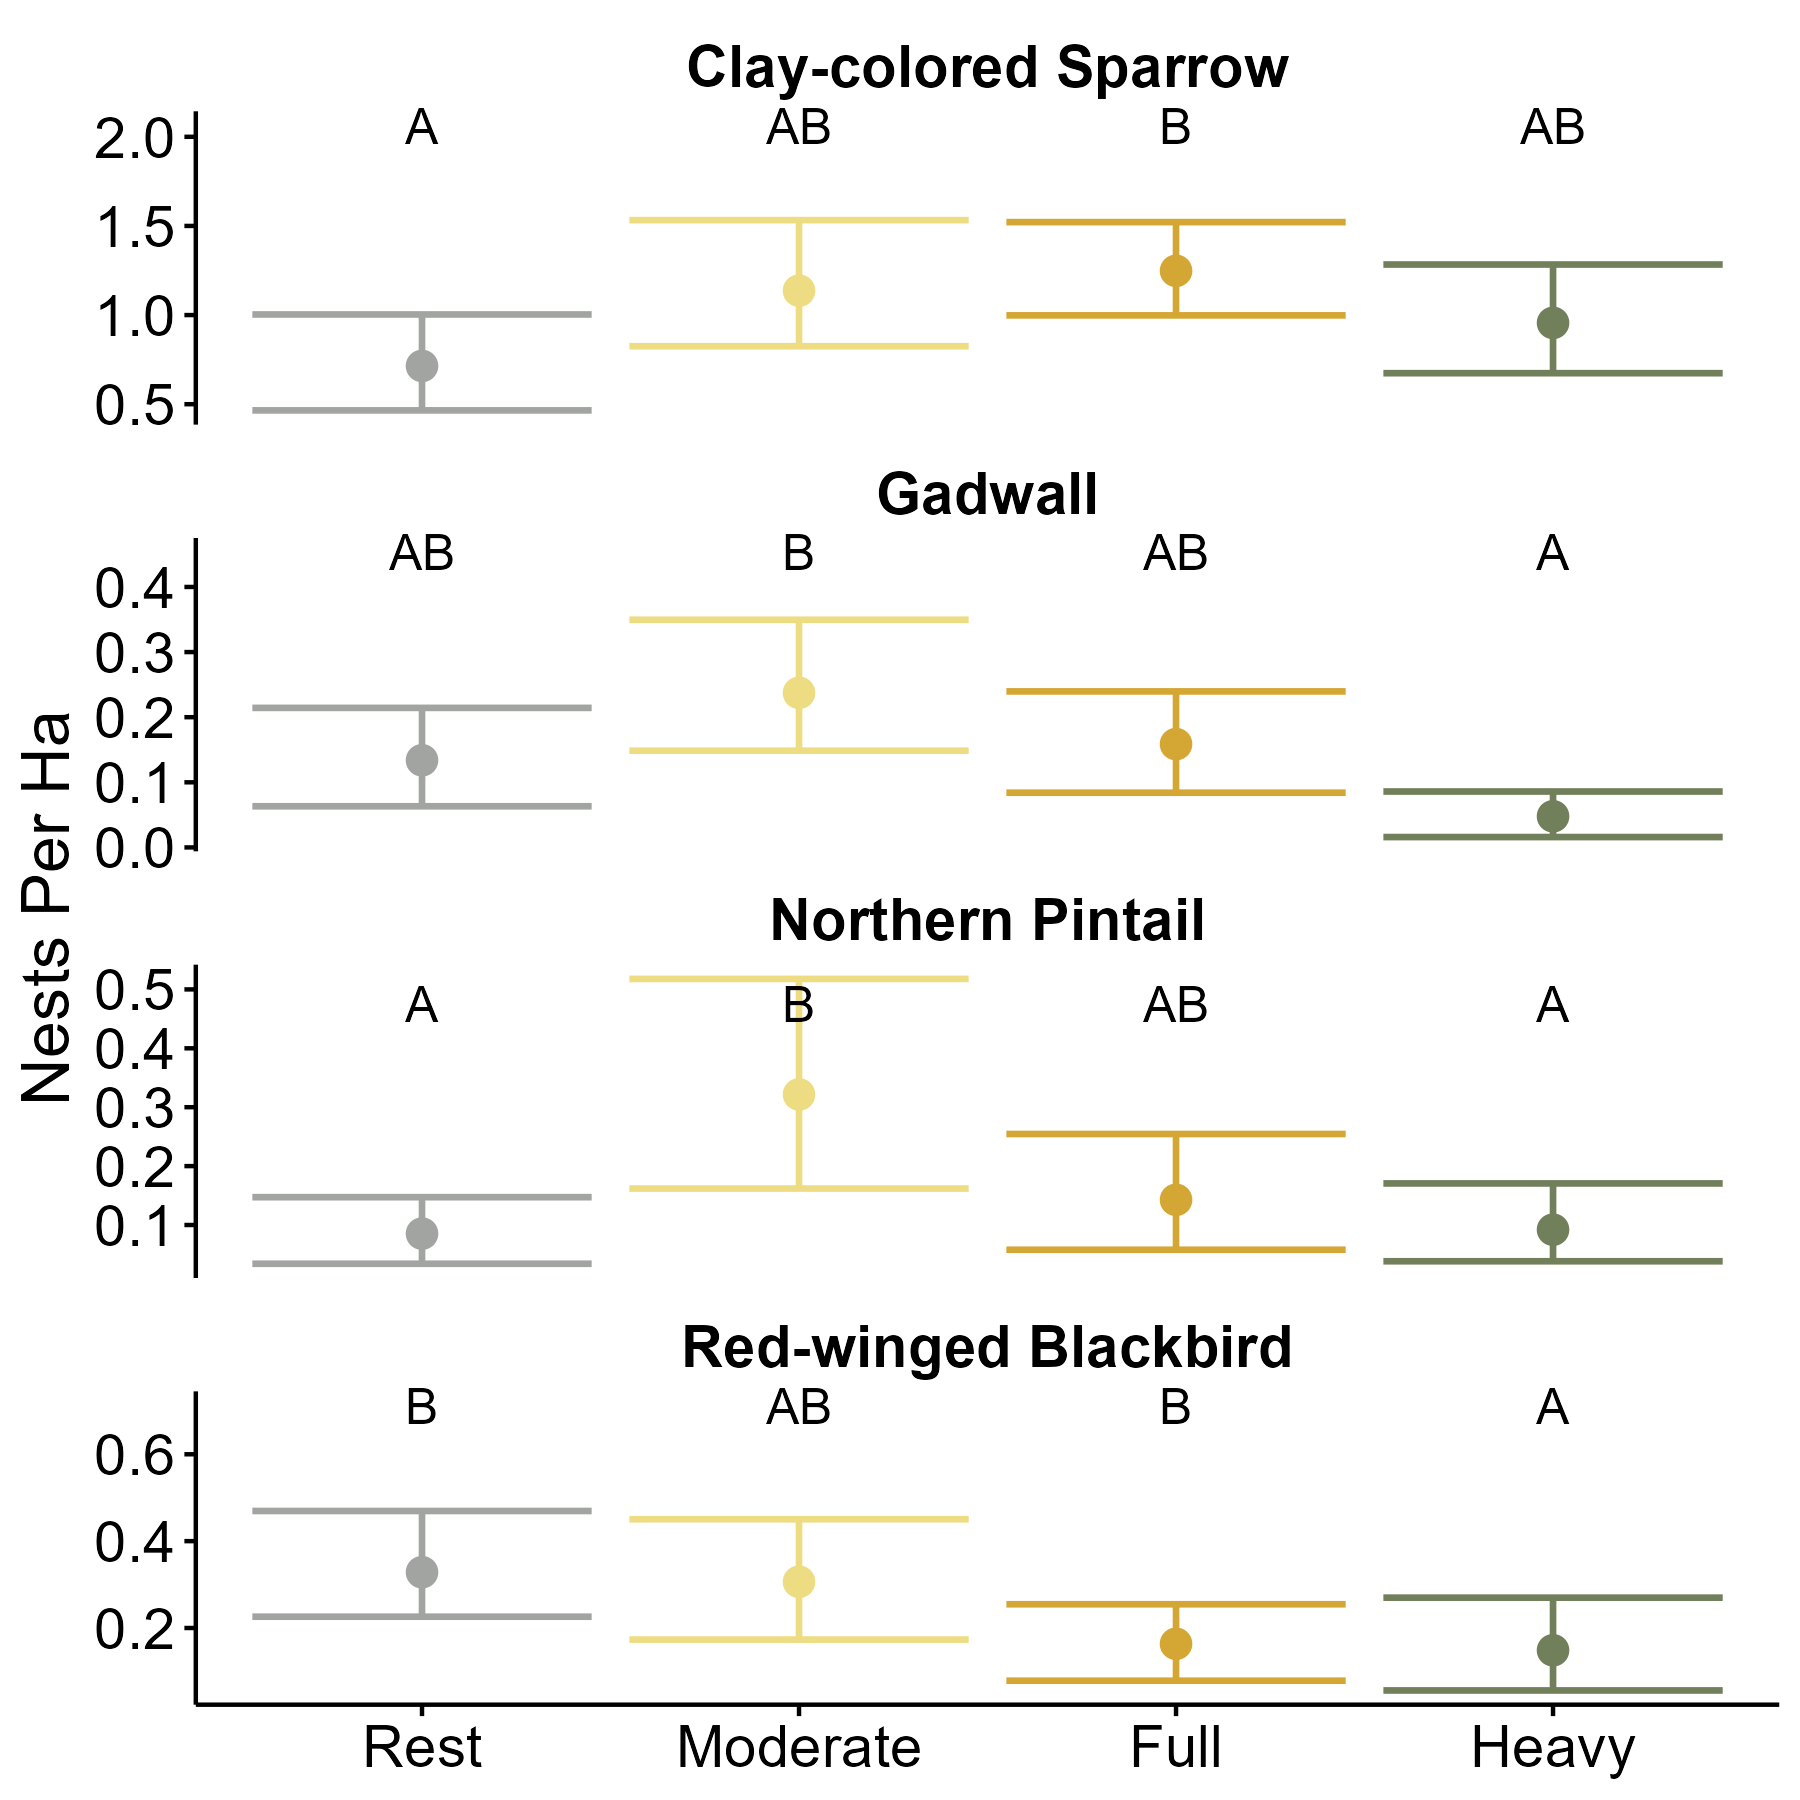 Clay-colored Sparrow
A AB B AB
2.0
1.5
1.0
0.5
Gadwall
AB B AB A
0.4
0.3
0.2
0.1
0.0
Northern Pintail
0.5
A B AB A
0.4
0.3
0.2
0.1
Red-winged Blackbird
B AB B A
0.6
0.4
0.2
Rest Moderate Full Heavy
Nests Per Ha